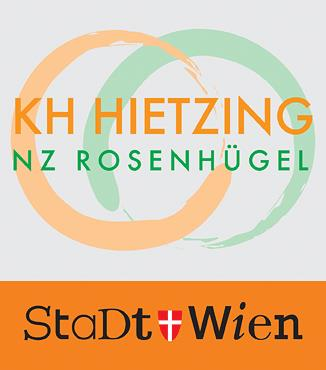 KH HIETZING
NZ ROSENHÜGEL
StaDt Wien